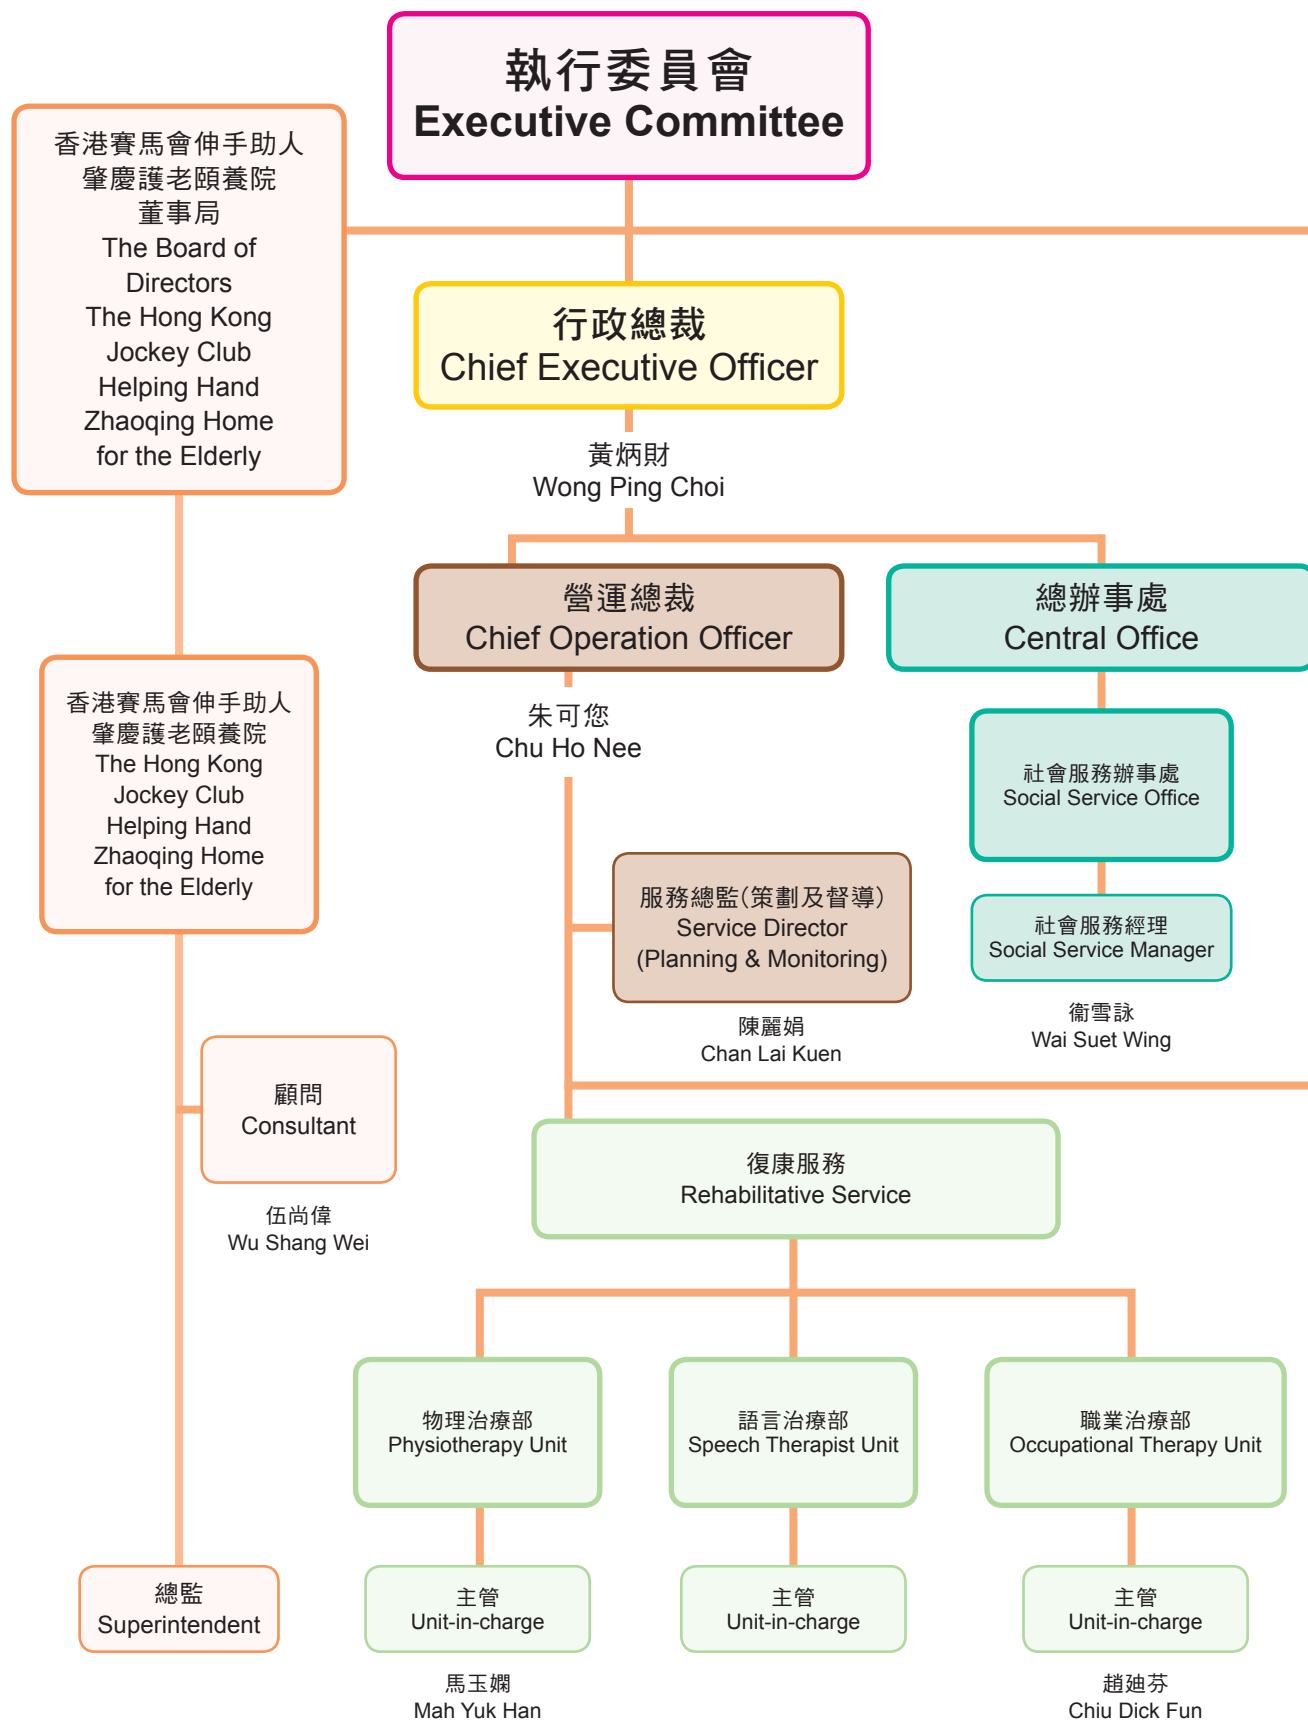 執行委員會
Executive Committee
香港賽馬會伸手助人
肇慶護老頤養院
董事局
The Board of
Directors
The Hong Kong
Jockey Club
Helping Hand
Zhaoqing Home
for the Elderly
行政總裁
Chief Executive Officer
黃炳財
Wong Ping Choi
營運總裁
Chief Operation Officer
朱可您
Chu Ho Nee
總辦事處
Central Office
香港賽馬會伸手助人
肇慶護老頤養院
The Hong Kong
Jockey Club
Helping Hand
Zhaoqing Home
for the Elderly
社會服務辦事處
Social Service Office
服務總監(策劃及督導)
Service Director
(Planning & Monitoring)
陳麗娟
Chan Lai Kuen
社會服務經理
Social Service Manager
衞雪詠
Wai Suet Wing
顧問
Consultant
伍尚偉
Wu Shang Wei
復康服務
Rehabilitative Service
物理治療部
Physiotherapy Unit
語言治療部
Speech Therapist Unit
職業治療部
Occupational Therapy Unit
總監
Superintendent
主管
Unit-in-charge
馬玉嫻
Mah Yuk Han
主管
Unit-in-charge
主管
Unit-in-charge
趙廸芬
Chiu Dick Fun